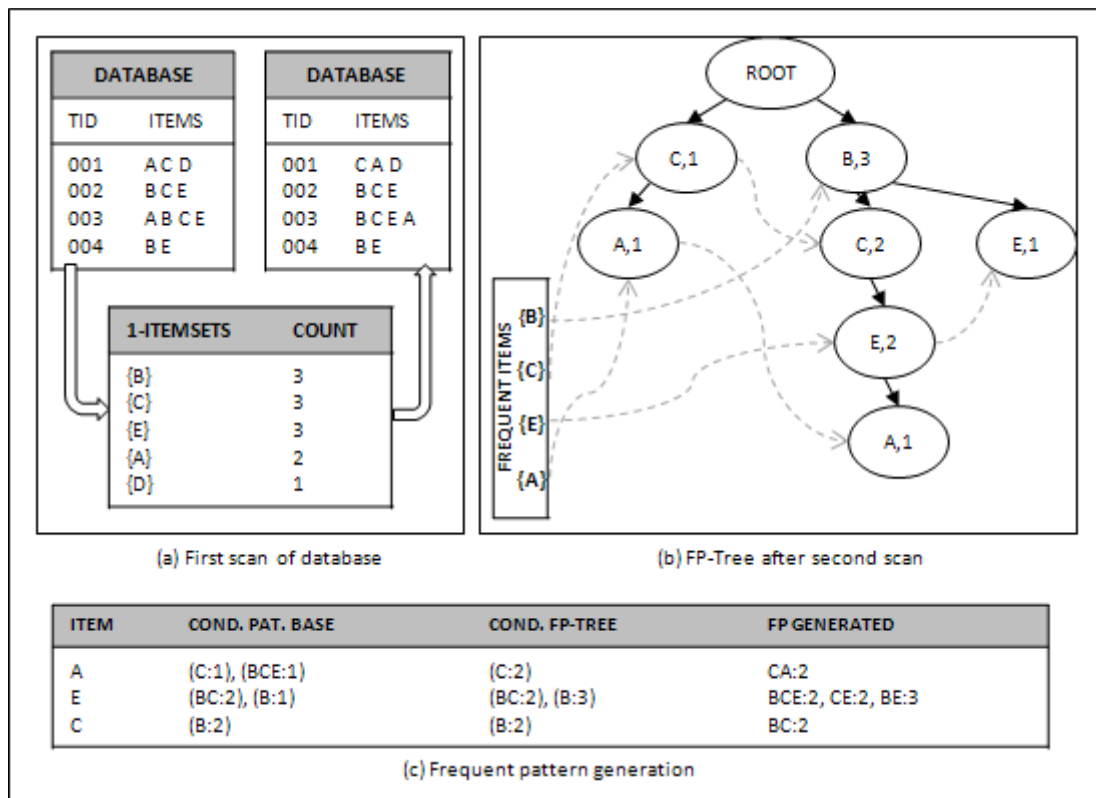 DATABASE
TID ITEMS
001 A C D
002 B C E
003 A B C E
004 B E
DATABASE
TID ITEMS
001 C A D
002 B C E
003 B C E A
004 B E
1-ITEMSETS COUNT
{B} 3
{C} 3
{E} 3
{A} 2
{D} 1
(a) First scan of database
ROOT
C,1
B,3
A,1
C,2
E,1
E,2
A,1
FREQUENT ITEMS
{B}
{C}
{E}
{A}
(b) FP-Tree after second scan
ITEM COND. PAT. BASE COND. FP-TREE FP GENERATED
A (C:1), (BCE:1) (C:2) CA:2
E (BC:2), (B:1) (BC:2), (B:3) BCE:2, CE:2, BE:3
C (B:2) (B:2) BC:2
(c) Frequent pattern generation